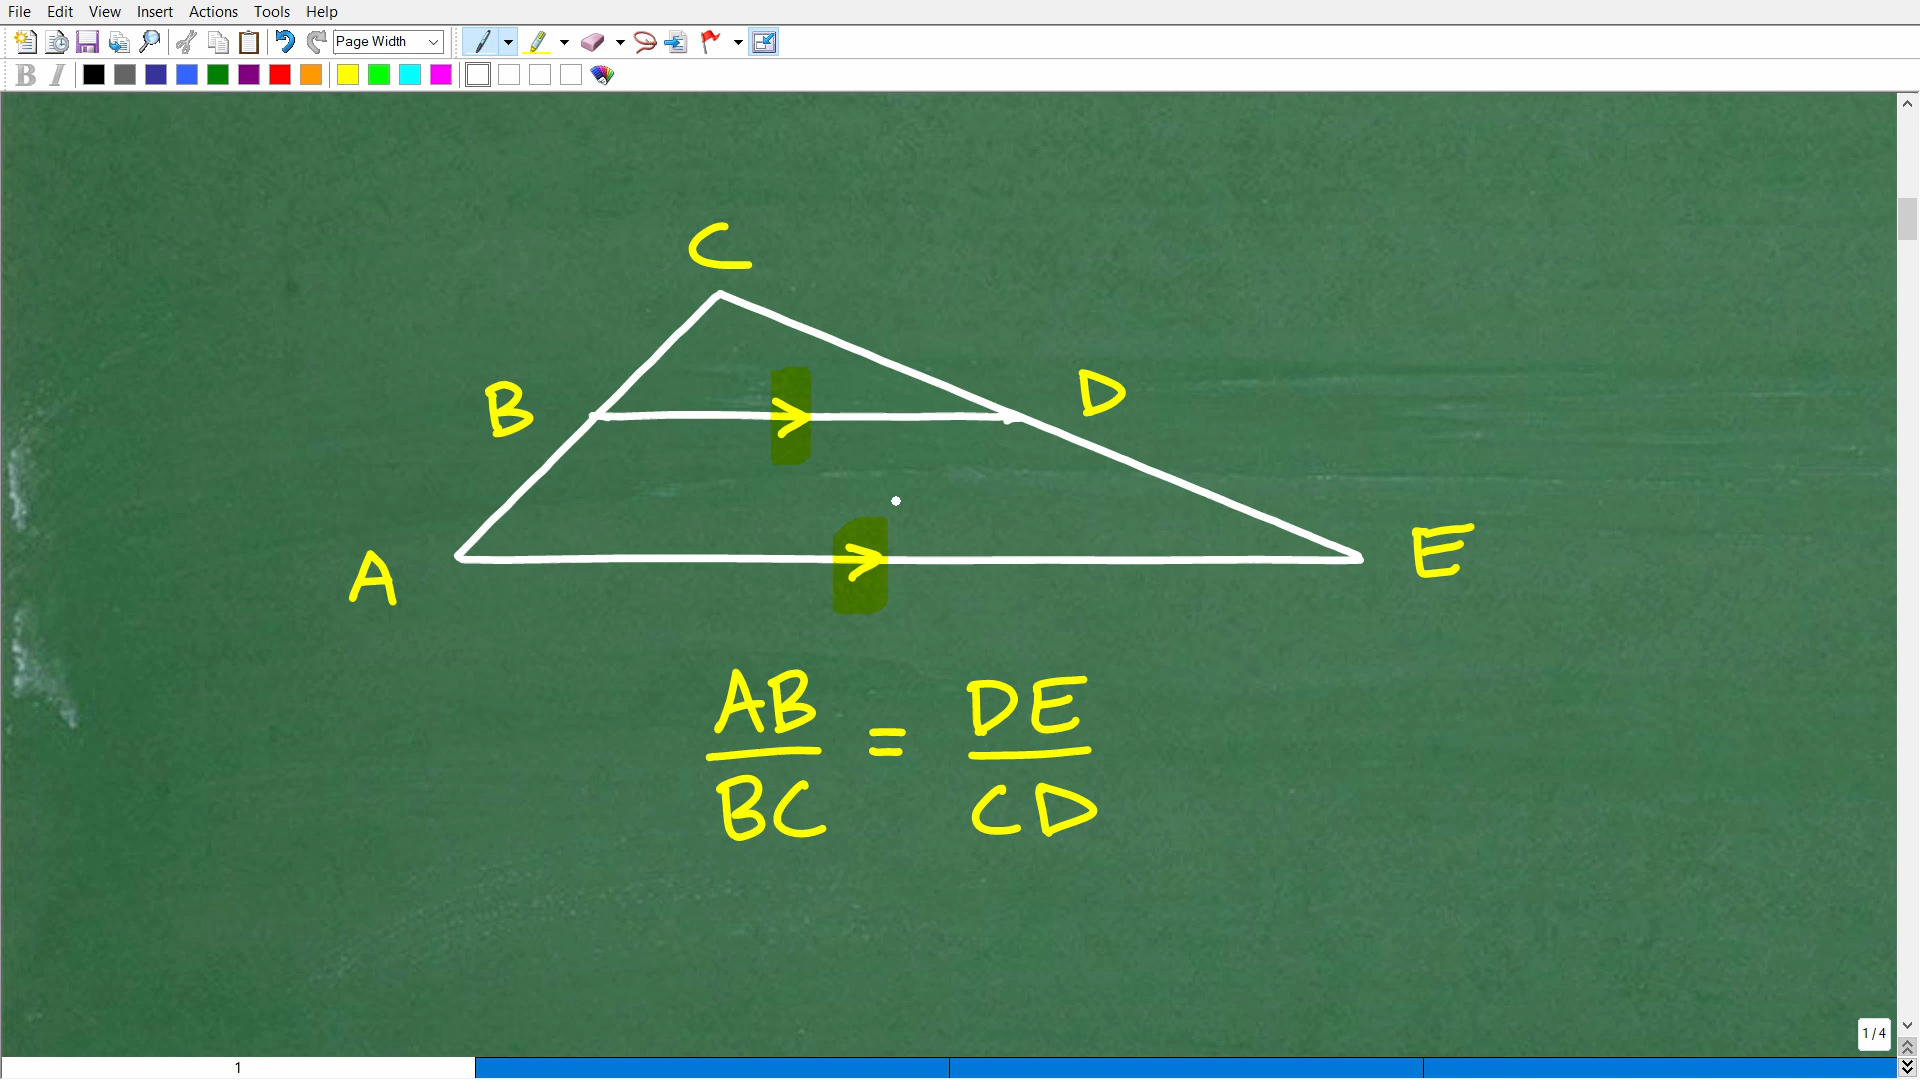 File Edit View Insert Actions Tools Help
Page Width
B I
C
B D
A E
AB = DE
BC CD
1 / 4
1